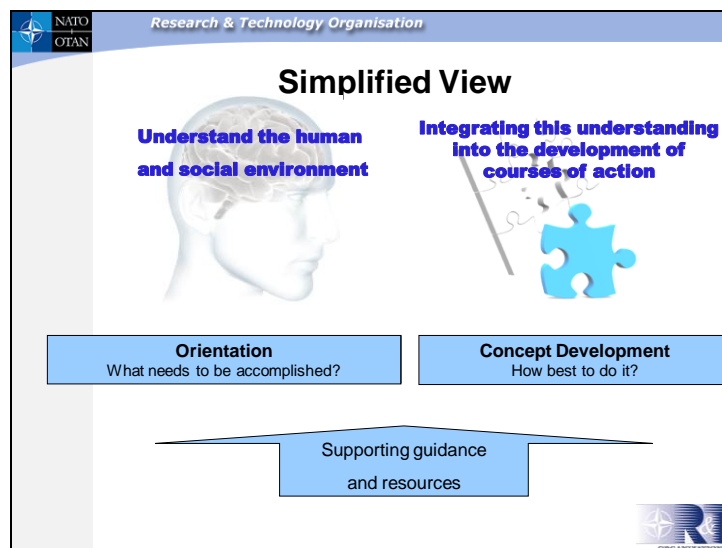 NATO
OTAN
Research & Technology Organisation
Simplified View
Understand the human
and social environment
Integrating this understanding
into the development of
courses of action
Orientation
What needs to be accomplished?
Concept Development
How best to do it?
Supporting guidance
and resources
R&